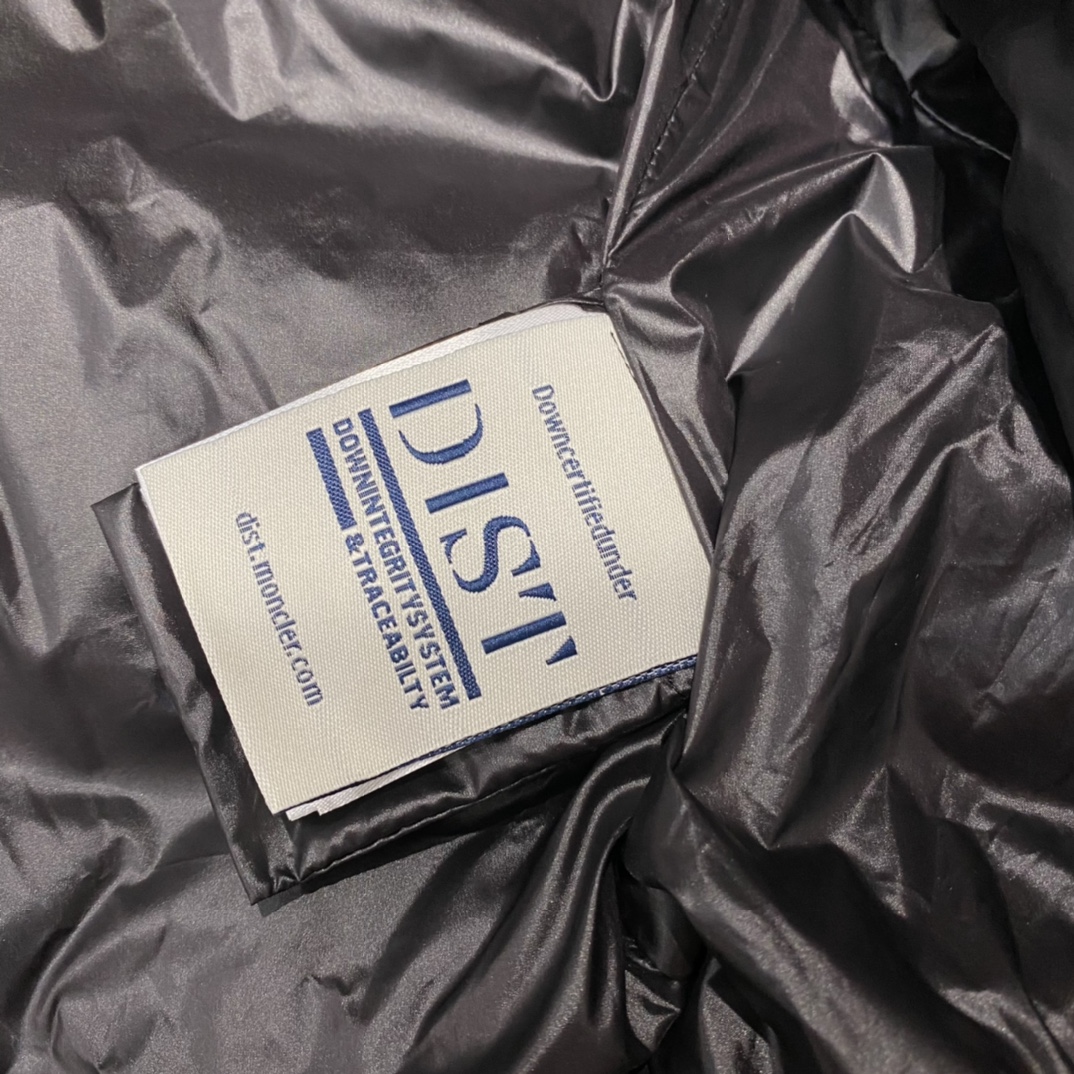 Downcertifiedunder
DIST
DOWNINTEGRITYSYSTEM
&TRACEABILTY
dist.moncler.com